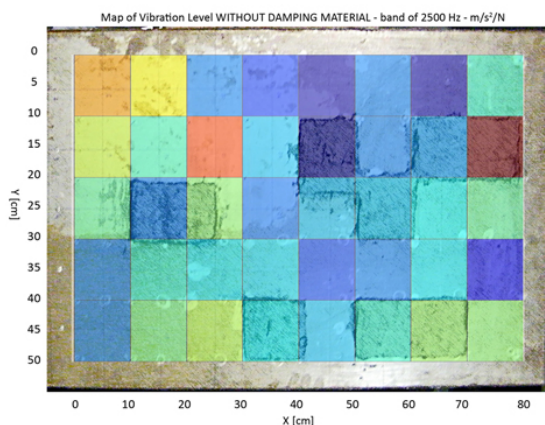 Map of Vibration Level WITHOUT DAMPING MATERIAL - band of 2500 Hz - m/s²/N
0
5
10
15
20
25
30
35
40
45
50
Y [cm]
0 10 20 30 40 50 60 70 80
X [cm]